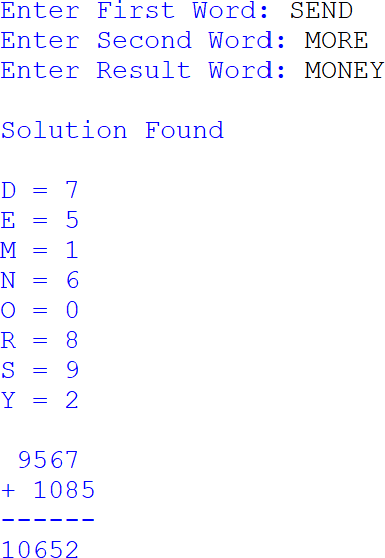 Enter First Word: SEND
Enter Second Word: MORE
Enter Result Word: MONEY
Solution Found
D = 7
E = 5
M = 1
N = 6
O = 0
R = 8
S = 9
Y = 2
9567
+ 1085
------
10652